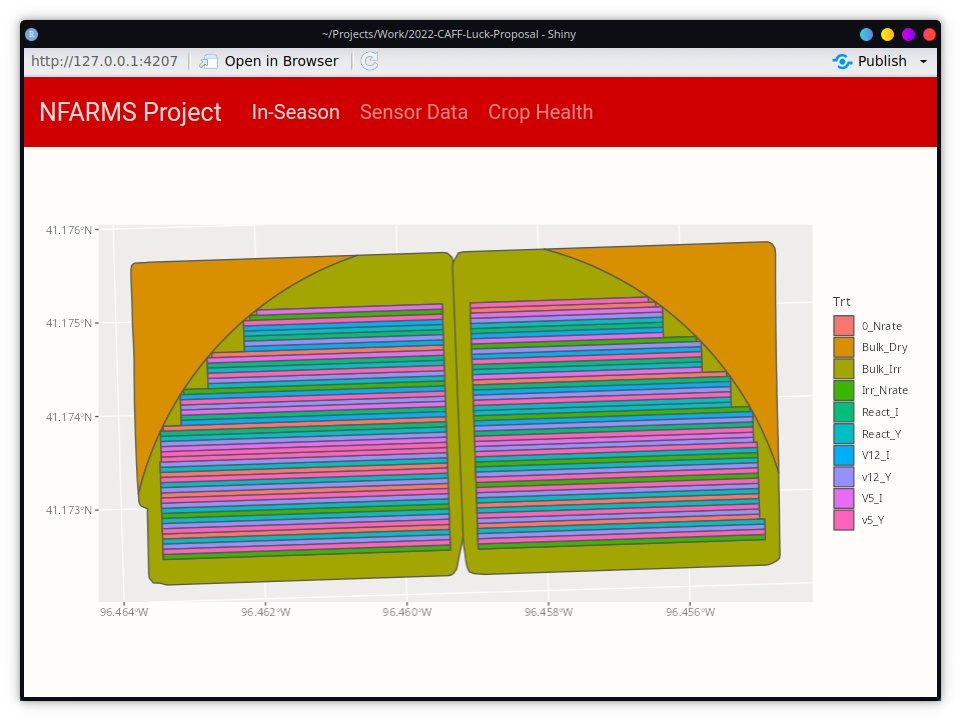 ~/Projects/Work/2022-CAFF-Luck-Proposal - Shiny
http://127.0.0.1:4207 Open in Browser Publish
NFARMS Project In-Season Sensor Data Crop Health
41.176°N
41.175°N
41.174°N
41.173°N
96.464°W 96.462°W 96.460°W 96.458°W 96.456°W
Trt
0_Nrate
Bulk_Dry
Bulk_Irr
Irr_Nrate
React_I
React_Y
V12_I
v12_Y
V5_I
v5_Y